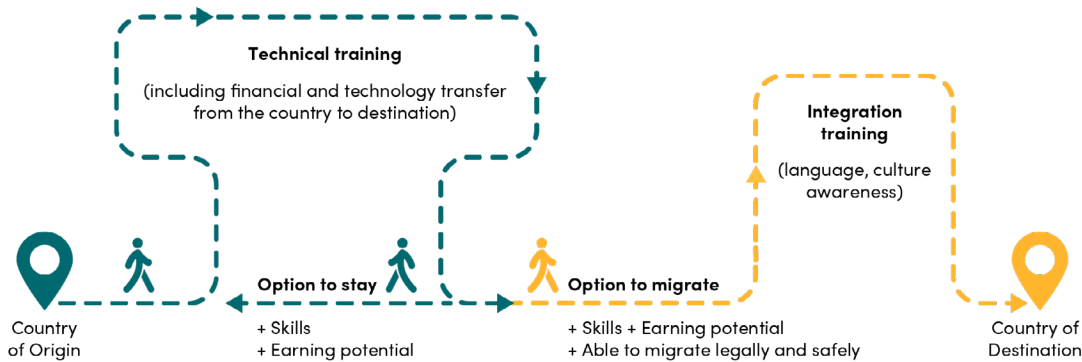 Technical training
(including financial and technology transfer
from the country to destination)
Integration
training
(language, culture
awareness)
Option to stay
Option to migrate
Country
of Origin
+ Skills
+ Earning potential
+ Skills + Earning potential
+ Able to migrate legally and safely
Country of
Destination